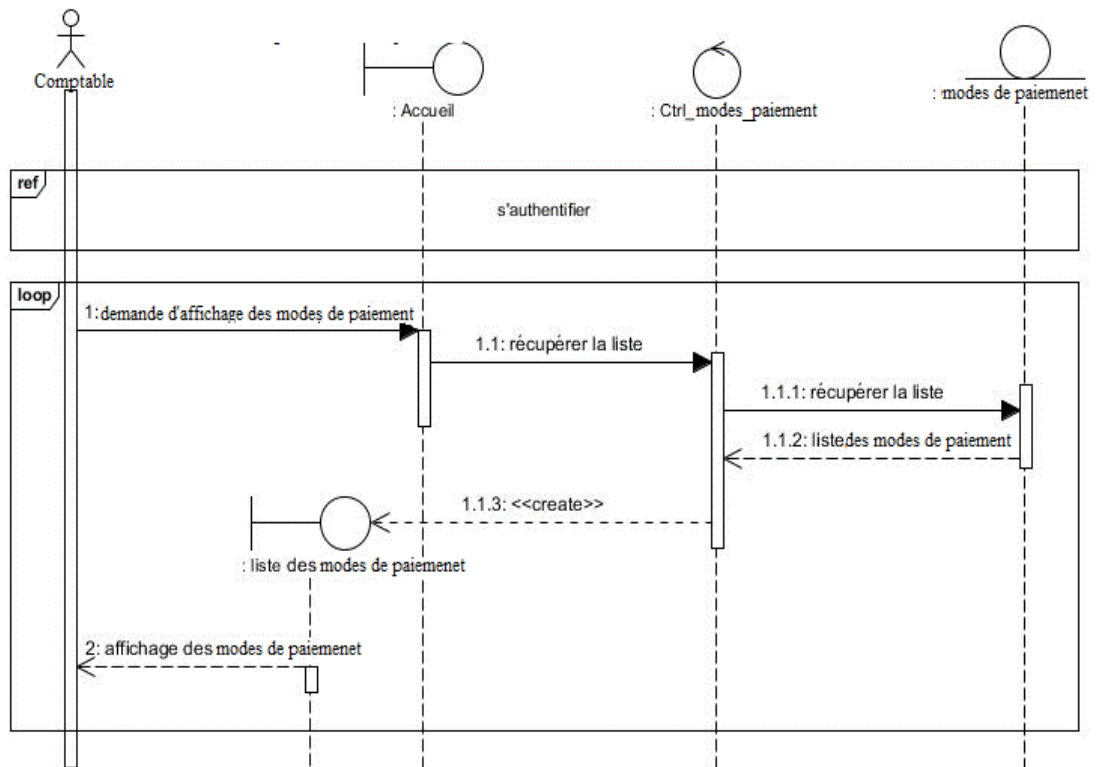 Comptable
: Accueil
: Ctrl_modes_paiement
: modes de paiemenet
ref
s'authentifier
loop
1: demande d'affichage des modes de paiement
1.1: récupérer la liste
1.1.1: récupérer la liste
1.1.2: liste des modes de paiement
1.1.3: <<create>>
: liste des modes de paiemenet
2: affichage des modes de paiemenet